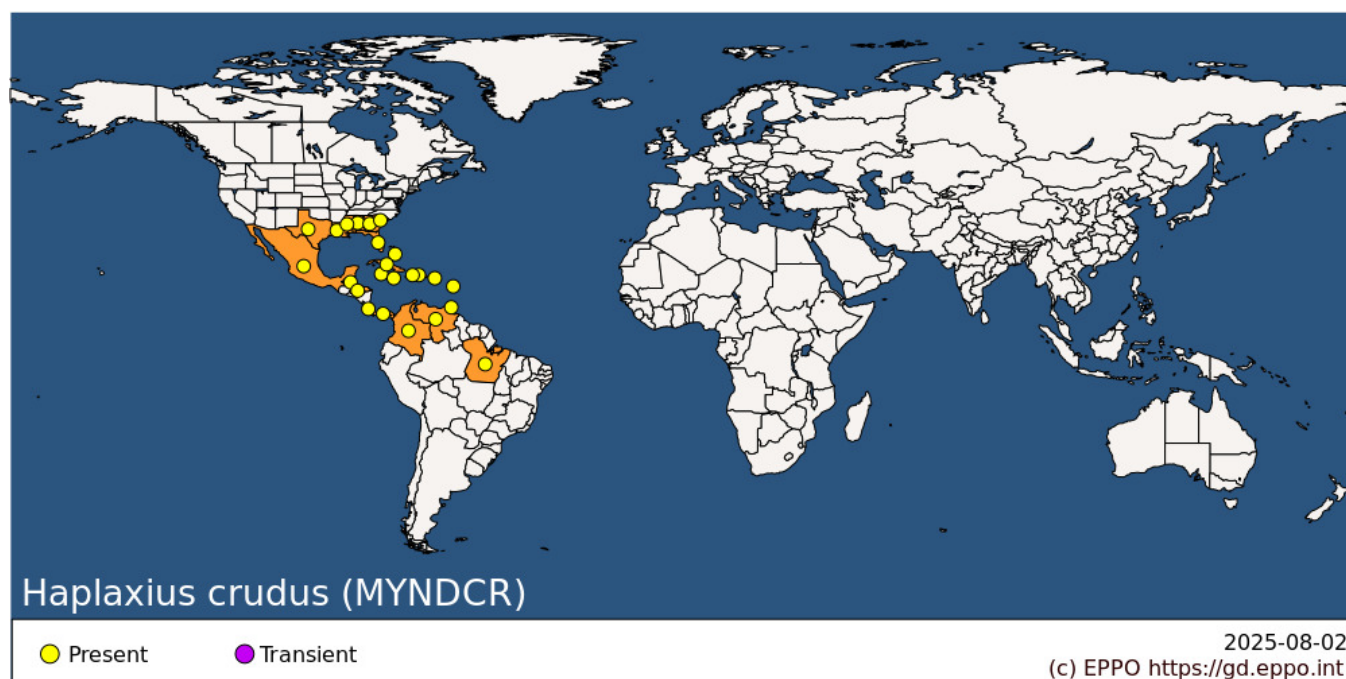 Haplaxius crudus (MYNDCR)
Present
Transient
2025-08-02
(c) EPPO https://gd.eppo.int